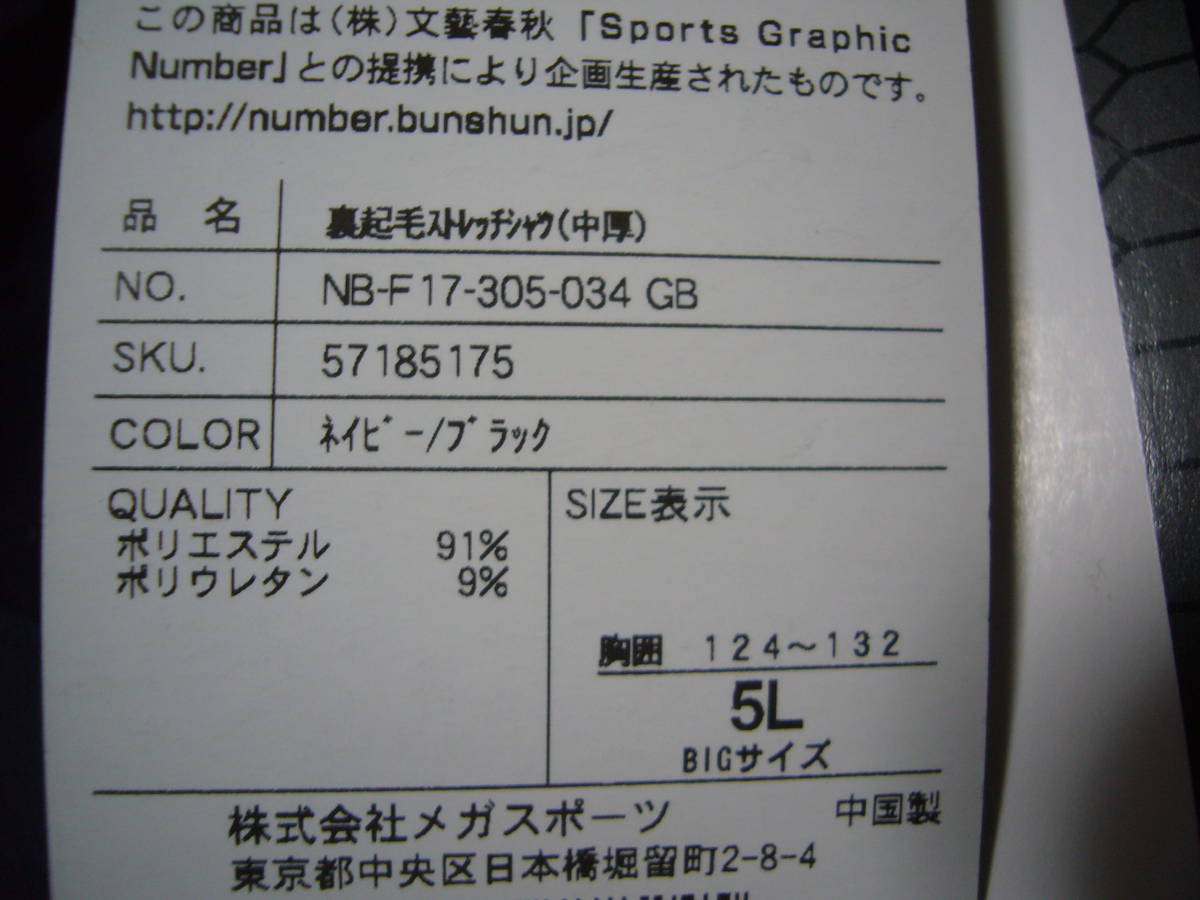 この商品は(株)文藝春秋「Sports Graphic
Number」との提携により企画生産されたものです。
http://number.bunshun.jp/
品 名 裏起毛ｽﾄﾚｯﾁｼｬﾂ(中厚)
NO. NB-F17-305-034 GB
SKU. 57185175
COLOR ﾈｲﾋﾞｰ/ﾌﾞﾗｯｸ
QUALITY
ポリエステル 91%
ポリウレタン 9%
SIZE表示
胸囲 124～132
5L
BIGサイズ
株式会社メガスポーツ 中国製
東京都中央区日本橋堀留町2-8-4